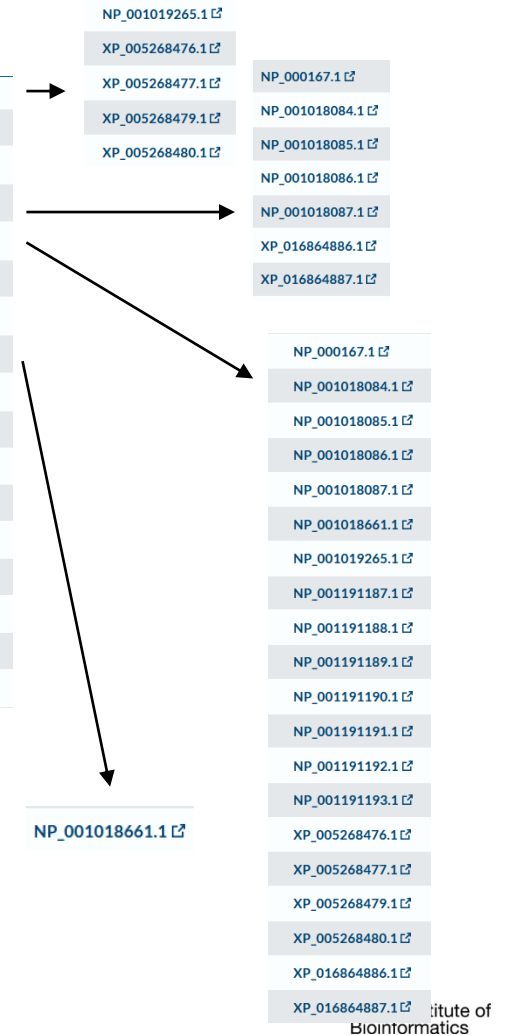 NP_001019265.1
XP_005268476.1
XP_005268477.1
XP_005268479.1
XP_005268480.1
NP_000167.1
NP_001018084.1
NP_001018085.1
NP_001018086.1
NP_001018087.1
XP_016864886.1
XP_016864887.1
NP_000167.1
NP_001018084.1
NP_001018085.1
NP_001018086.1
NP_001018087.1
NP_001018661.1
NP_001019265.1
NP_001191187.1
NP_001191188.1
NP_001191189.1
NP_001191190.1
NP_001191191.1
NP_001191192.1
NP_001191193.1
XP_005268476.1
XP_005268477.1
XP_005268479.1
XP_005268480.1
XP_016864886.1
XP_016864887.1
NP_001018661.1
titute of
Bioinformatics